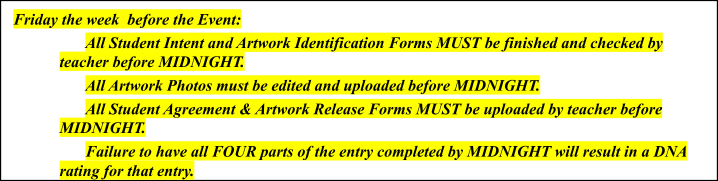 Friday the week  before the Event:
All Student Intent and Artwork Identification Forms MUST be finished and checked by
teacher before MIDNIGHT.
All Artwork Photos must be edited and uploaded before MIDNIGHT.
All Student Agreement & Artwork Release Forms MUST be uploaded by teacher before
MIDNIGHT.
Failure to have all FOUR parts of the entry completed by MIDNIGHT will result in a DNA
rating for that entry.